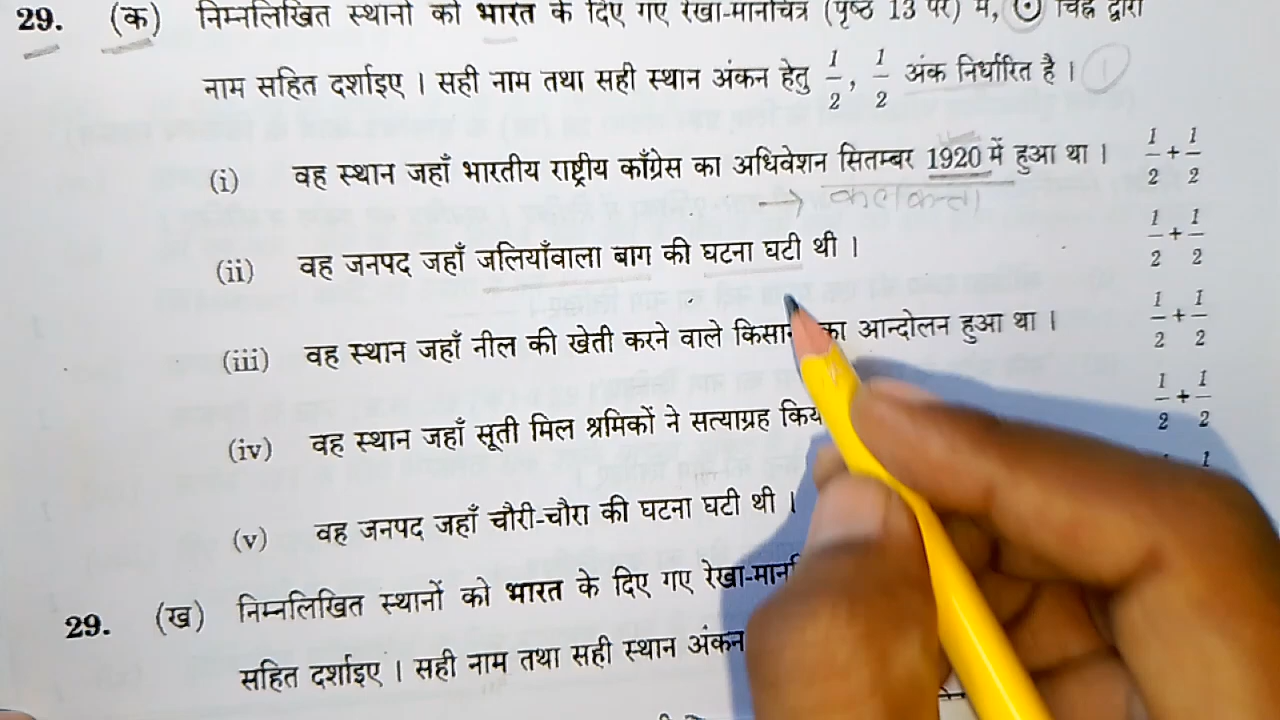 29. (क) निम्नलिखित स्थानों को भारत के दिए गए रेखा-मानचित्र (पृष्ठ 13 पर) में, ⊙ चिह्न द्वारा
नाम सहित दर्शाइए । सही नाम तथा सही स्थान अंकन हेतु 1/2, 1/2 अंक निर्धारित है ।
(i) वह स्थान जहाँ भारतीय राष्ट्रीय काँग्रेस का अधिवेशन सितम्बर 1920 में हुआ था । 1/2 + 1/2
→ कलकत्ता
(ii) वह जनपद जहाँ जलियाँवाला बाग की घटना घटी थी । 1/2 + 1/2
(iii) वह स्थान जहाँ नील की खेती करने वाले का आन्दोलन हुआ था । 1/2 + 1/2
(iv) वह स्थान जहाँ सूती मिल श्रमिकों ने सत्याग्रह 1/2 + 1/2
(v) वह जनपद जहाँ चौरी-चौरा की घटना घटी थी ।
29. (ख) निम्नलिखित स्थानों को भारत के दिए गए
सहित दर्शाइए । सही नाम तथा सही स्थान अंकन